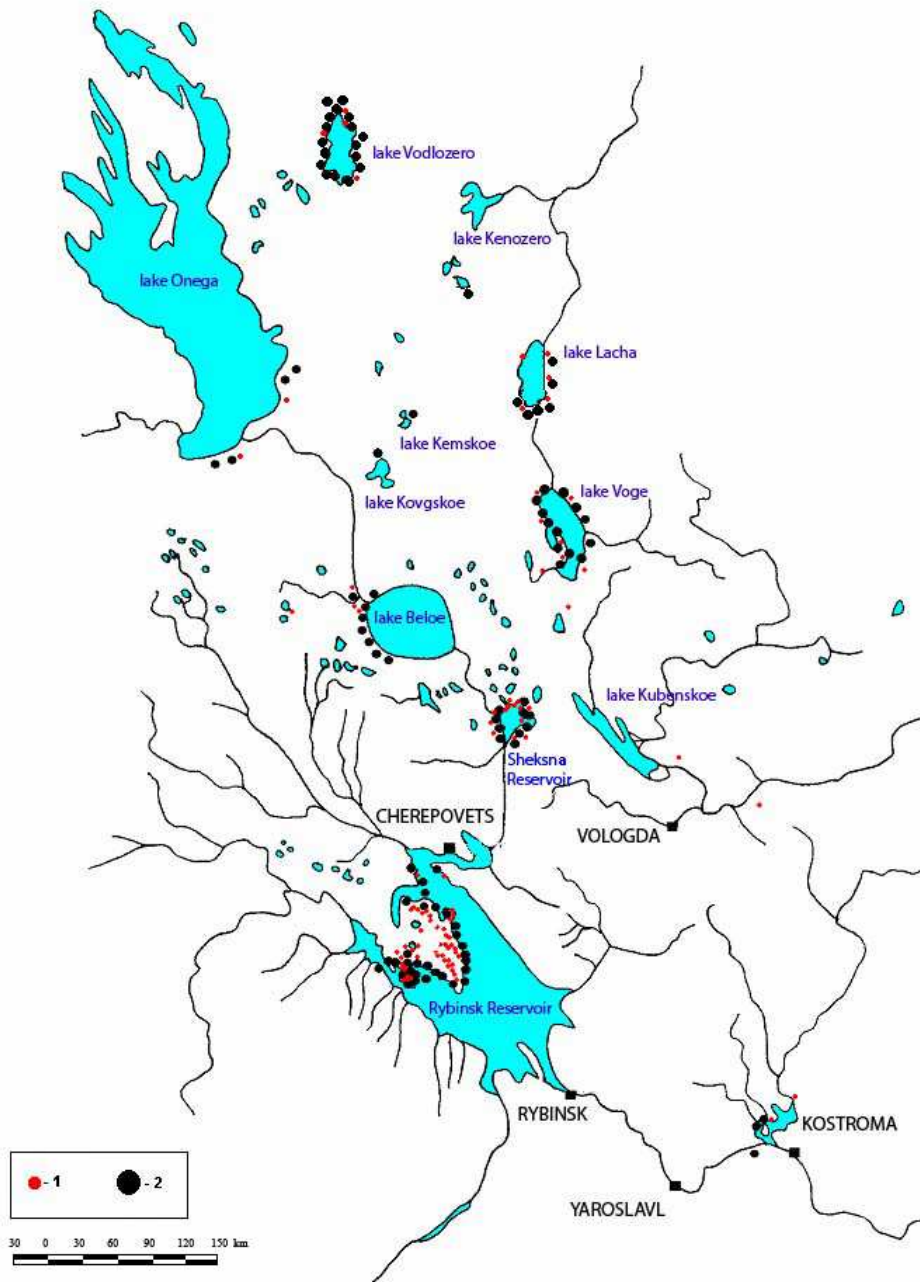 lake Vodlozero
lake Kenozero
lake Onega
lake Lacha
lake Kemskoe
lake Voge
lake Kovgskoe
lake Beloe
lake Kubenskoe
Sheksna
Reservoir
CHEREPOVETS
VOLOGDA
Rybinsk Reservoir
RYBINSK
KOSTROMA
- 1
- 2
YAROSLAVL
30 0 30 60 90 120 150 km